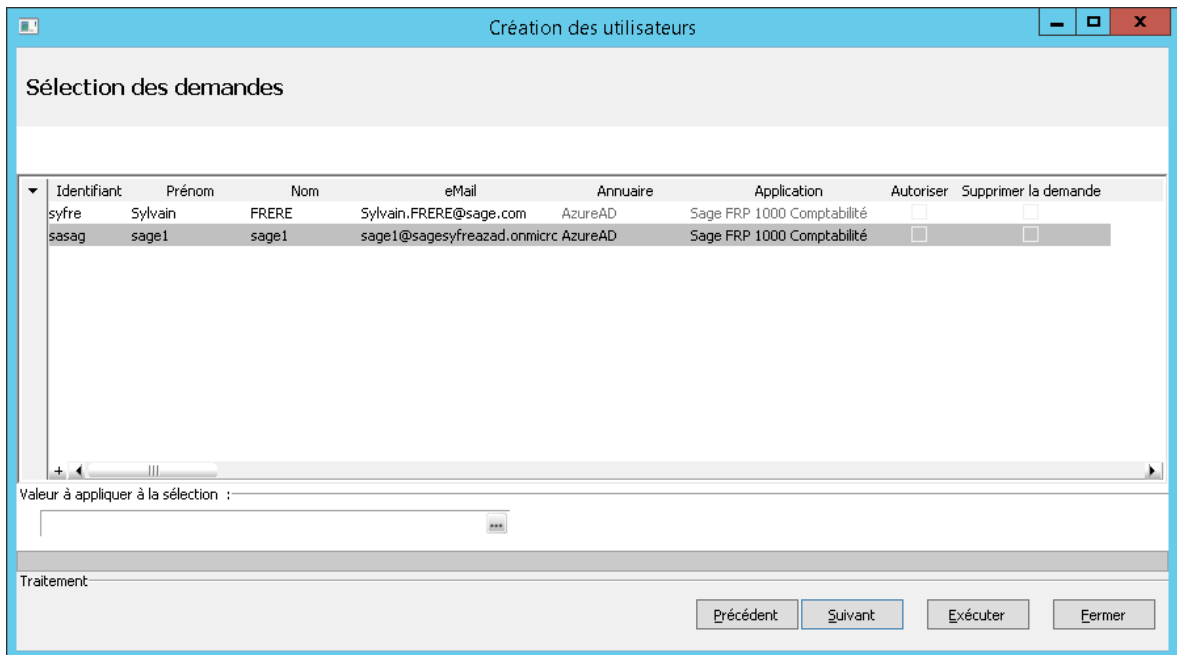 Création des utilisateurs
x
Sélection des demandes
Identifiant Prénom Nom eMail Annuaire Application Autoriser Supprimer la demande
syfre Sylvain FRERE Sylvain.FRERE@sage.com AzureAD Sage FRP 1000 Comptabilité
sasag sage1 sage1 sage1@sagesyfreazad.onmicrc AzureAD Sage FRP 1000 Comptabilité
+
Valeur à appliquer à la sélection :
...
Traitement
Précédent Suivant Exécuter Fermer